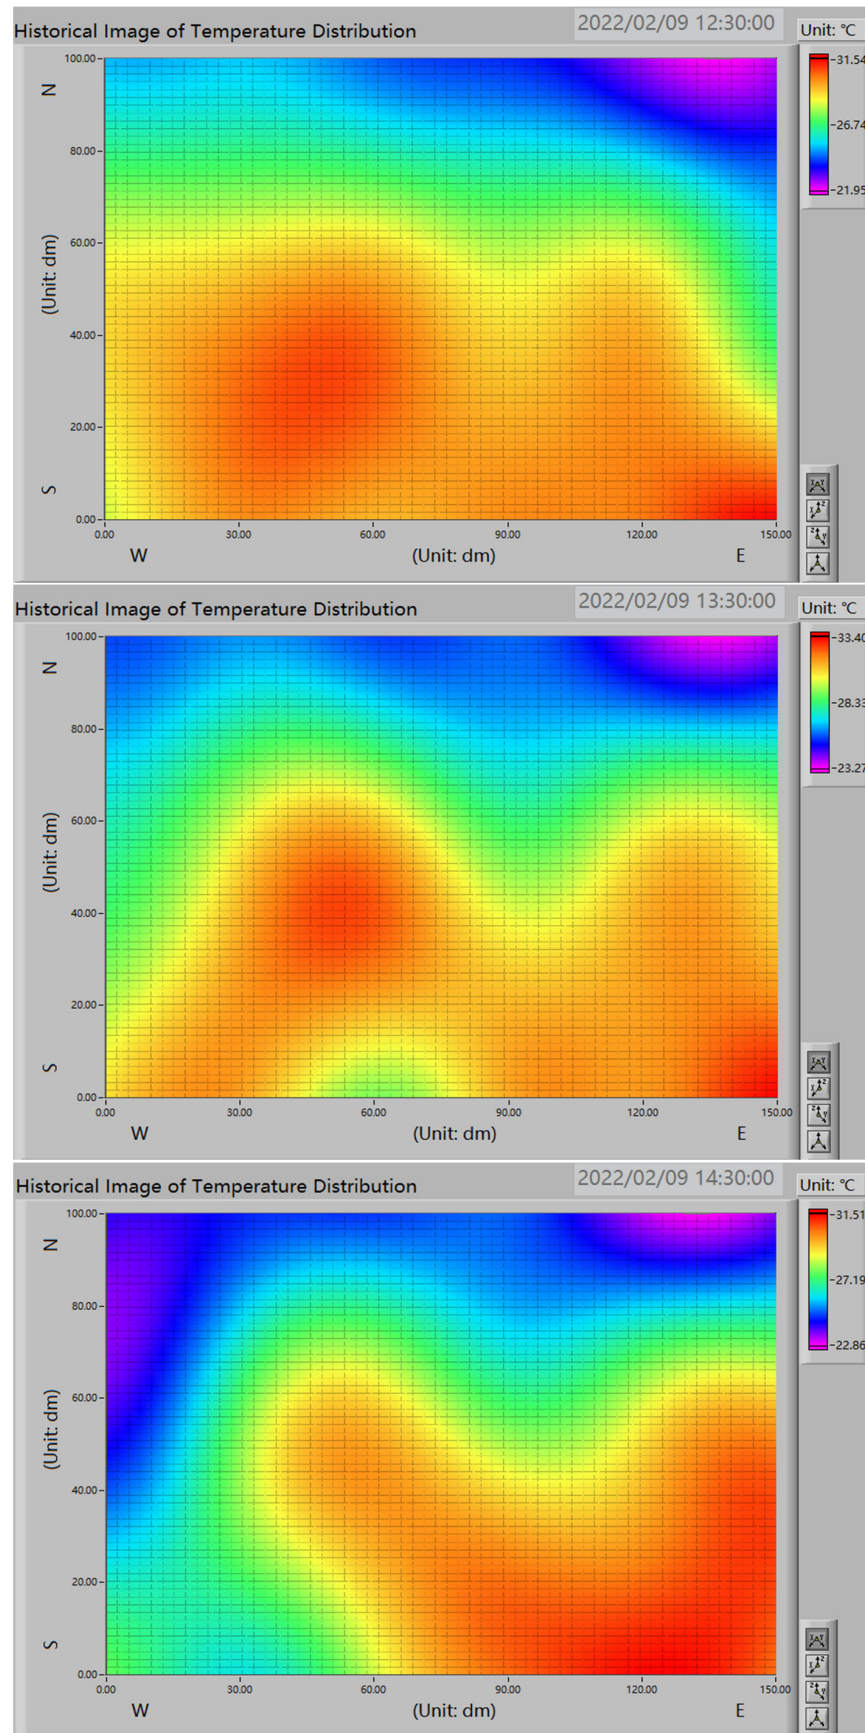 Historical Image of Temperature Distribution 2022/02/09 12:30:00 Unit: ℃
100.00
N
80.00
60.00
(Unit: dm)
40.00
20.00
S
0.00
0.00 30.00 60.00 90.00 120.00 150.00
W (Unit: dm) E
31.54
26.74
21.95
Historical Image of Temperature Distribution 2022/02/09 13:30:00 Unit: ℃
100.00
N
80.00
60.00
(Unit: dm)
40.00
20.00
S
0.00
0.00 30.00 60.00 90.00 120.00 150.00
W (Unit: dm) E
33.40
28.33
23.27
Historical Image of Temperature Distribution 2022/02/09 14:30:00 Unit: ℃
100.00
N
80.00
60.00
(Unit: dm)
40.00
20.00
S
0.00
0.00 30.00 60.00 90.00 120.00 150.00
W (Unit: dm) E
31.51
27.19
22.86